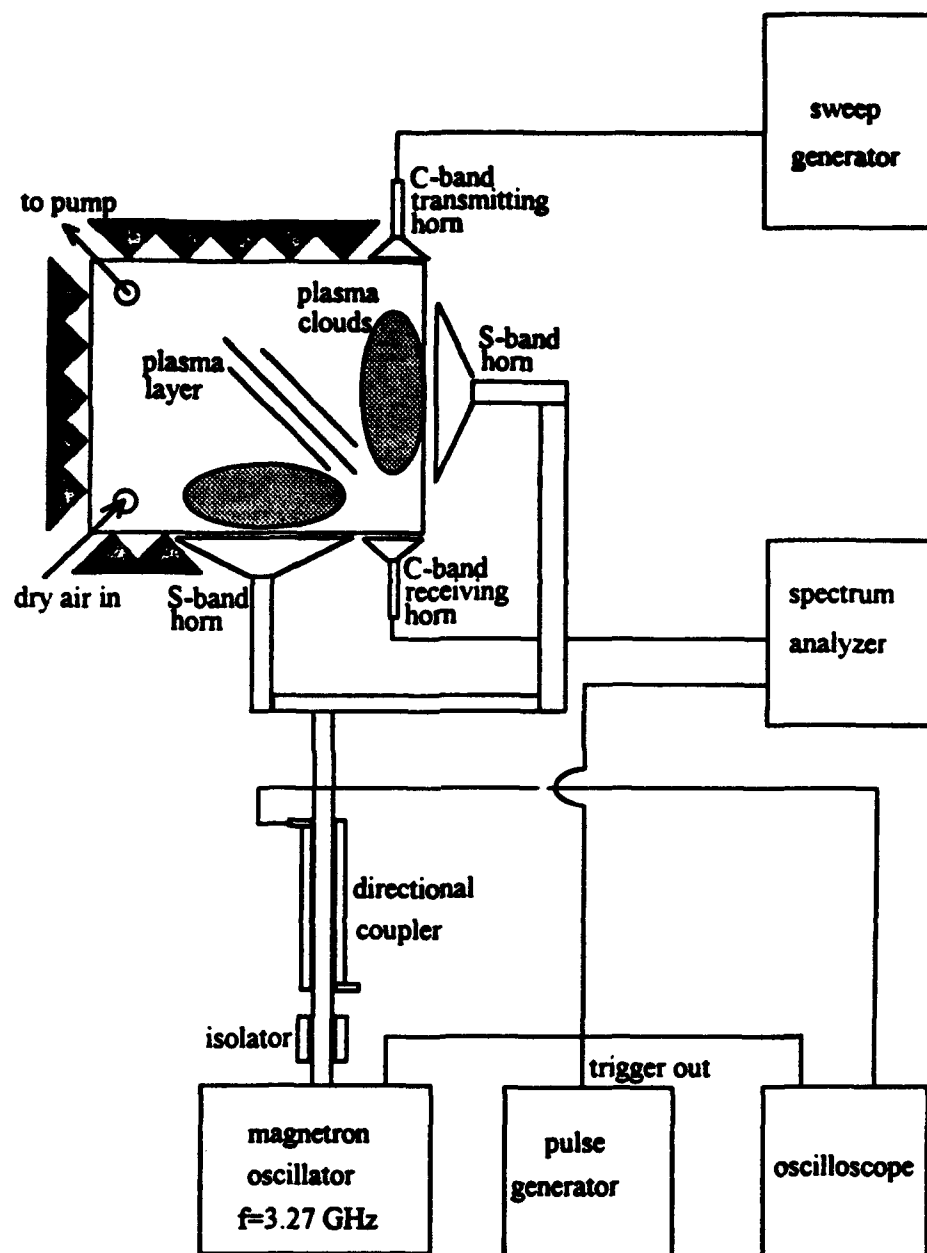 sweep
generator
C-band
transmitting
horn
to pump
plasma
clouds
S-band
horn
plasma
layer
dry air in
S-band
horn
C-band
receiving
horn
spectrum
analyzer
directional
coupler
isolator
trigger out
magnetron
oscillator
f=3.27 GHz
pulse
generator
oscilloscope